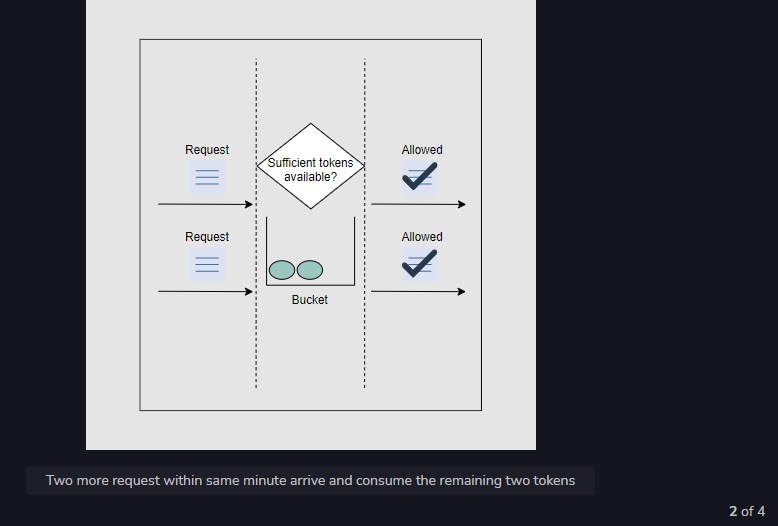 Request
Sufficient tokens
available?
Allowed
Request
Allowed
Bucket
Two more request within same minute arrive and consume the remaining two tokens
2 of 4